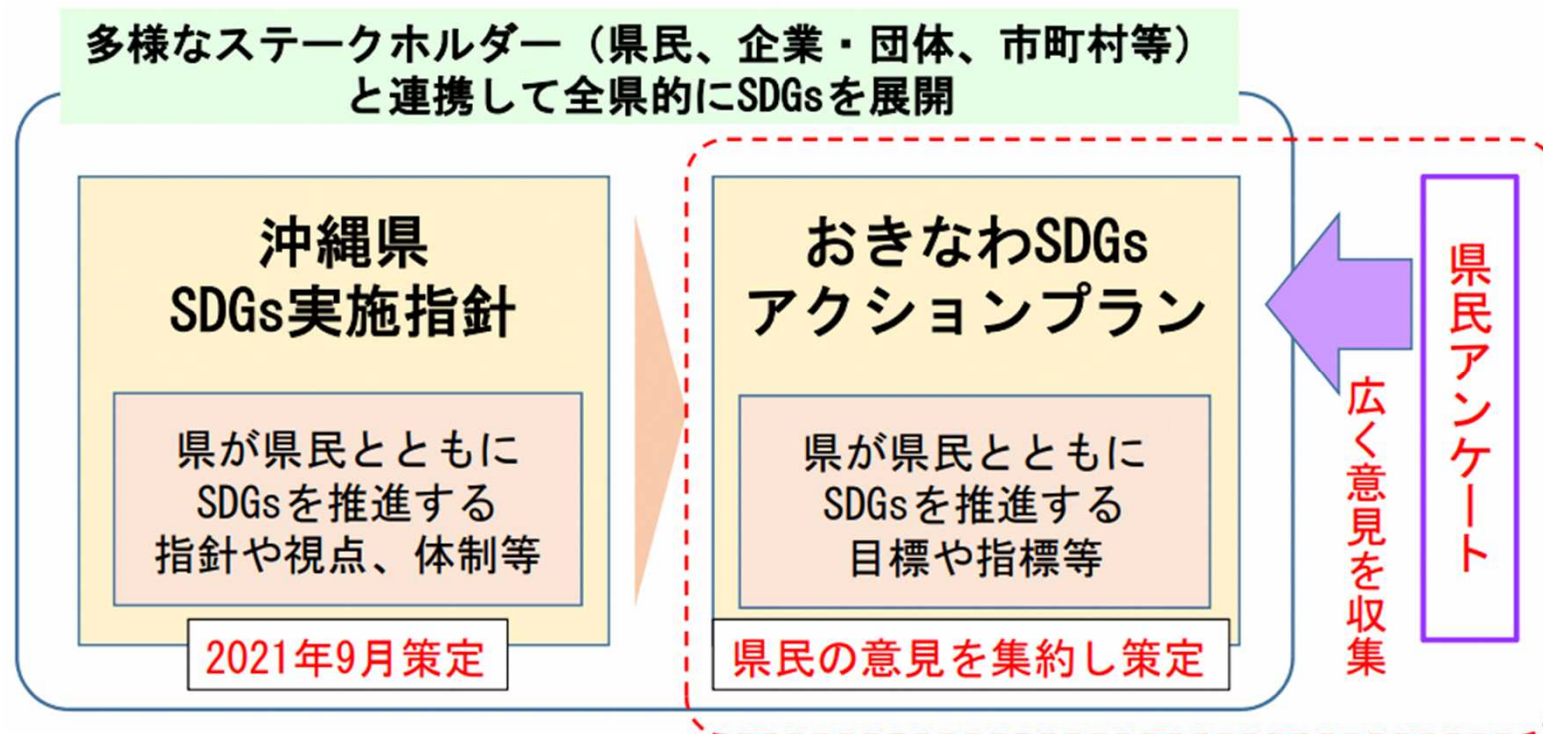 多様なステークホルダー（県民、企業・団体、市町村等）
と連携して全県的にSDGsを展開
沖縄県
SDGs実施指針
県が県民とともに
SDGsを推進する
指針や視点、体制等
2021年9月策定
おきなわSDGs
アクションプラン
県が県民とともに
SDGsを推進する
目標や指標等
県民の意見を集約し策定
広く意見を収集
県民アンケート